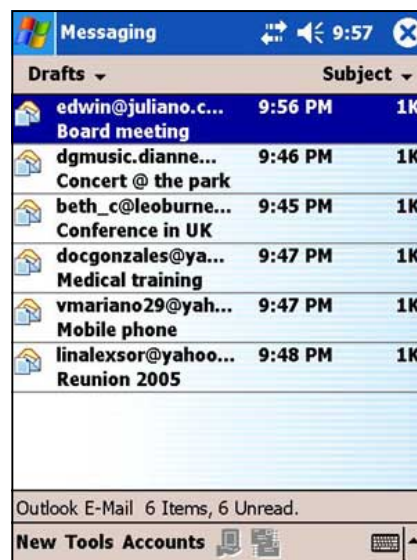 Messaging 9:57
Drafts Subject
edwin@juliano.c... 9:56 PM 1K
Board meeting
dgmusic.dianne... 9:46 PM 1K
Concert @ the park
beth_c@leoburne... 9:45 PM 1K
Conference in UK
docgonzales@ya... 9:47 PM 1K
Medical training
vmariano29@yah... 9:47 PM 1K
Mobile phone
linalexsor@yahoo... 9:48 PM 1K
Reunion 2005
Outlook E-Mail 6 Items, 6 Unread.
New Tools Accounts